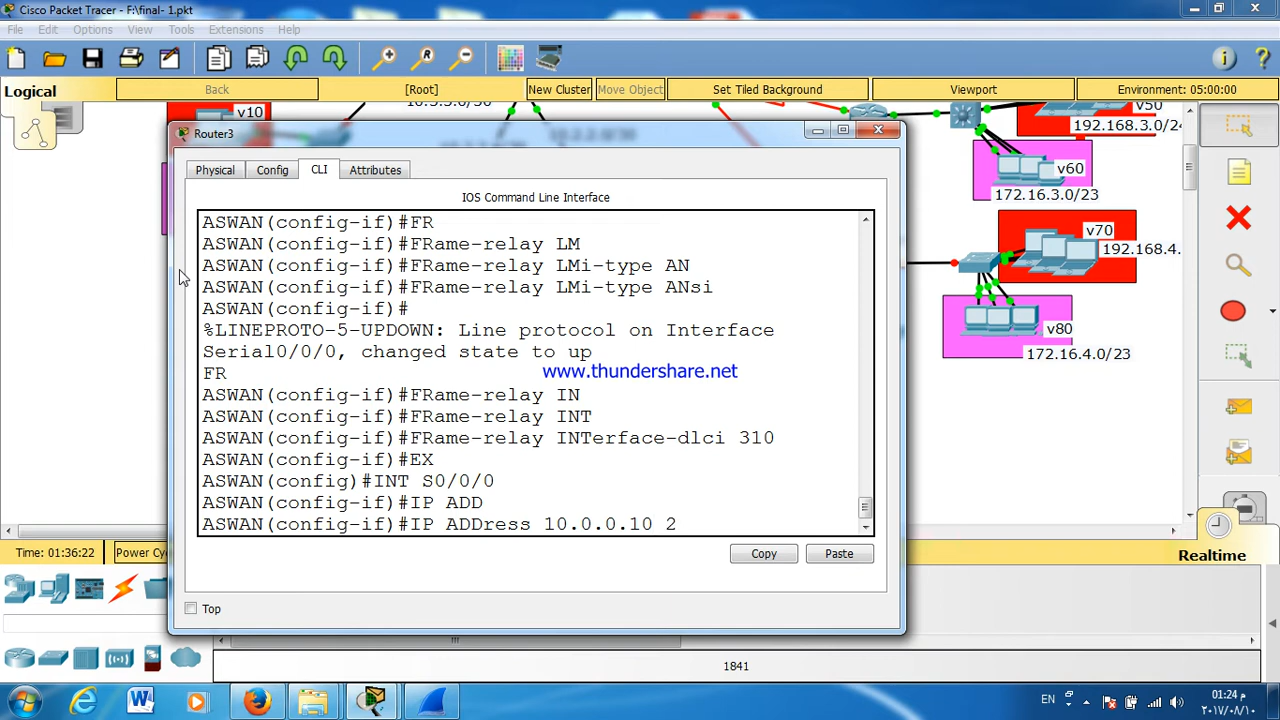 Cisco Packet Tracer - F:\final- 1.pkt
File Edit Options View Tools Extensions Help
Logical Back [Root] New Cluster Move Object Set Tiled Background Viewport Environment: 05:00:00
v10
v50
192.168.3.0/24
v60
172.16.3.0/23
v70
192.168.4.
v80
172.16.4.0/23
Router3
Physical Config CLI Attributes
IOS Command Line Interface
ASWAN(config-if)#FR
ASWAN(config-if)#FRame-relay LM
ASWAN(config-if)#FRame-relay LMi-type AN
ASWAN(config-if)#FRame-relay LMi-type ANsi
ASWAN(config-if)#
%LINEPROTO-5-UPDOWN: Line protocol on Interface
Serial0/0/0, changed state to up
FR
www.thundershare.net
ASWAN(config-if)#FRame-relay IN
ASWAN(config-if)#FRame-relay INT
ASWAN(config-if)#FRame-relay INTerface-dlci 310
ASWAN(config-if)#EX
ASWAN(config)#INT S0/0/0
ASWAN(config-if)#IP ADD
ASWAN(config-if)#IP ADDress 10.0.0.10 2
Copy Paste
Top
Time: 01:36:22 Power Cyc
Realtime
1841
EN
01:24 م
٢٠١٧/٠٨/١٠